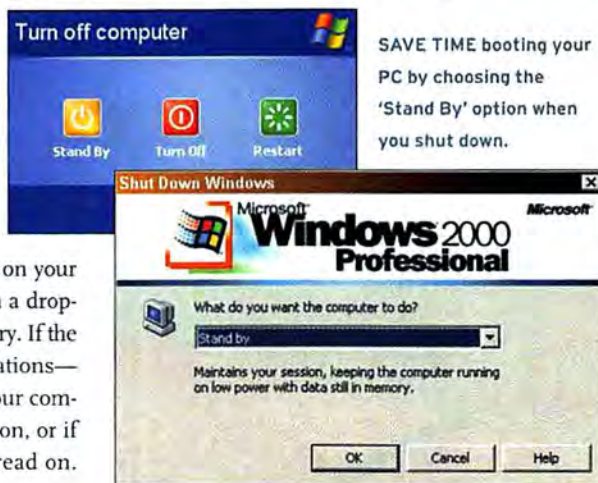 Turn off computer
Stand By
Turn Off
Restart
SAVE TIME booting your
PC by choosing the
'Stand By' option when
you shut down.
Shut Down Windows
Microsoft
Windows 2000
Professional
Microsoft
What do you want the computer to do?
Stand by
Maintains your session, keeping the computer running
on low power with data still in memory.
OK
Cancel
Help
on your
a drop-
ry. If the
ations—
our com-
on, or if
read on.